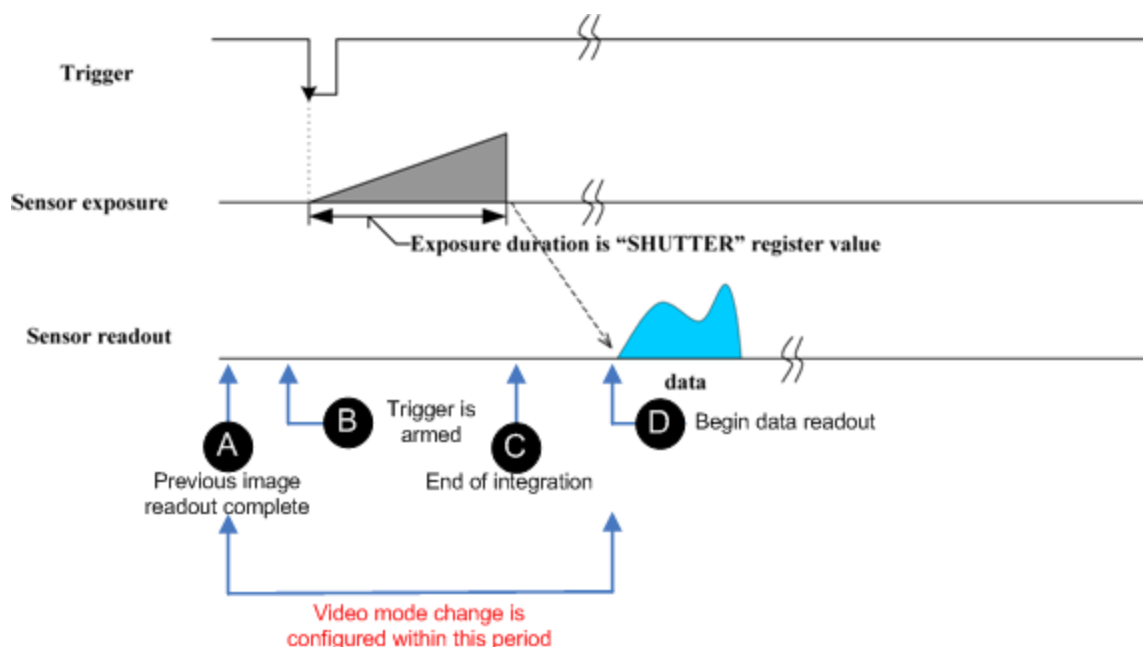 Trigger
Sensor exposure
Exposure duration is “SHUTTER” register value
Sensor readout
data
A
Previous image
readout complete
B
Trigger is
armed
C
End of integration
D
Begin data readout
Video mode change is
configured within this period